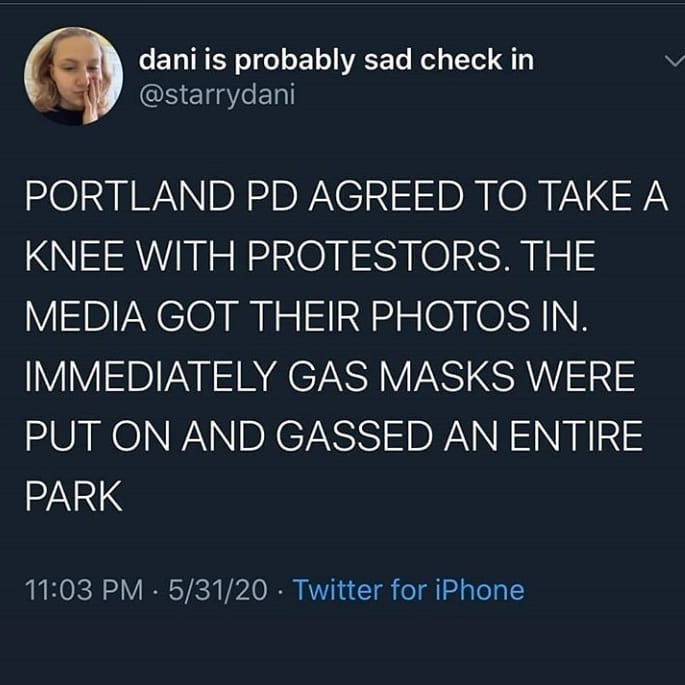 dani is probably sad check in
@starrydani
PORTLAND PD AGREED TO TAKE A
KNEE WITH PROTESTORS. THE
MEDIA GOT THEIR PHOTOS IN.
IMMEDIATELY GAS MASKS WERE
PUT ON AND GASSED AN ENTIRE
PARK
11:03 PM · 5/31/20 · Twitter for iPhone